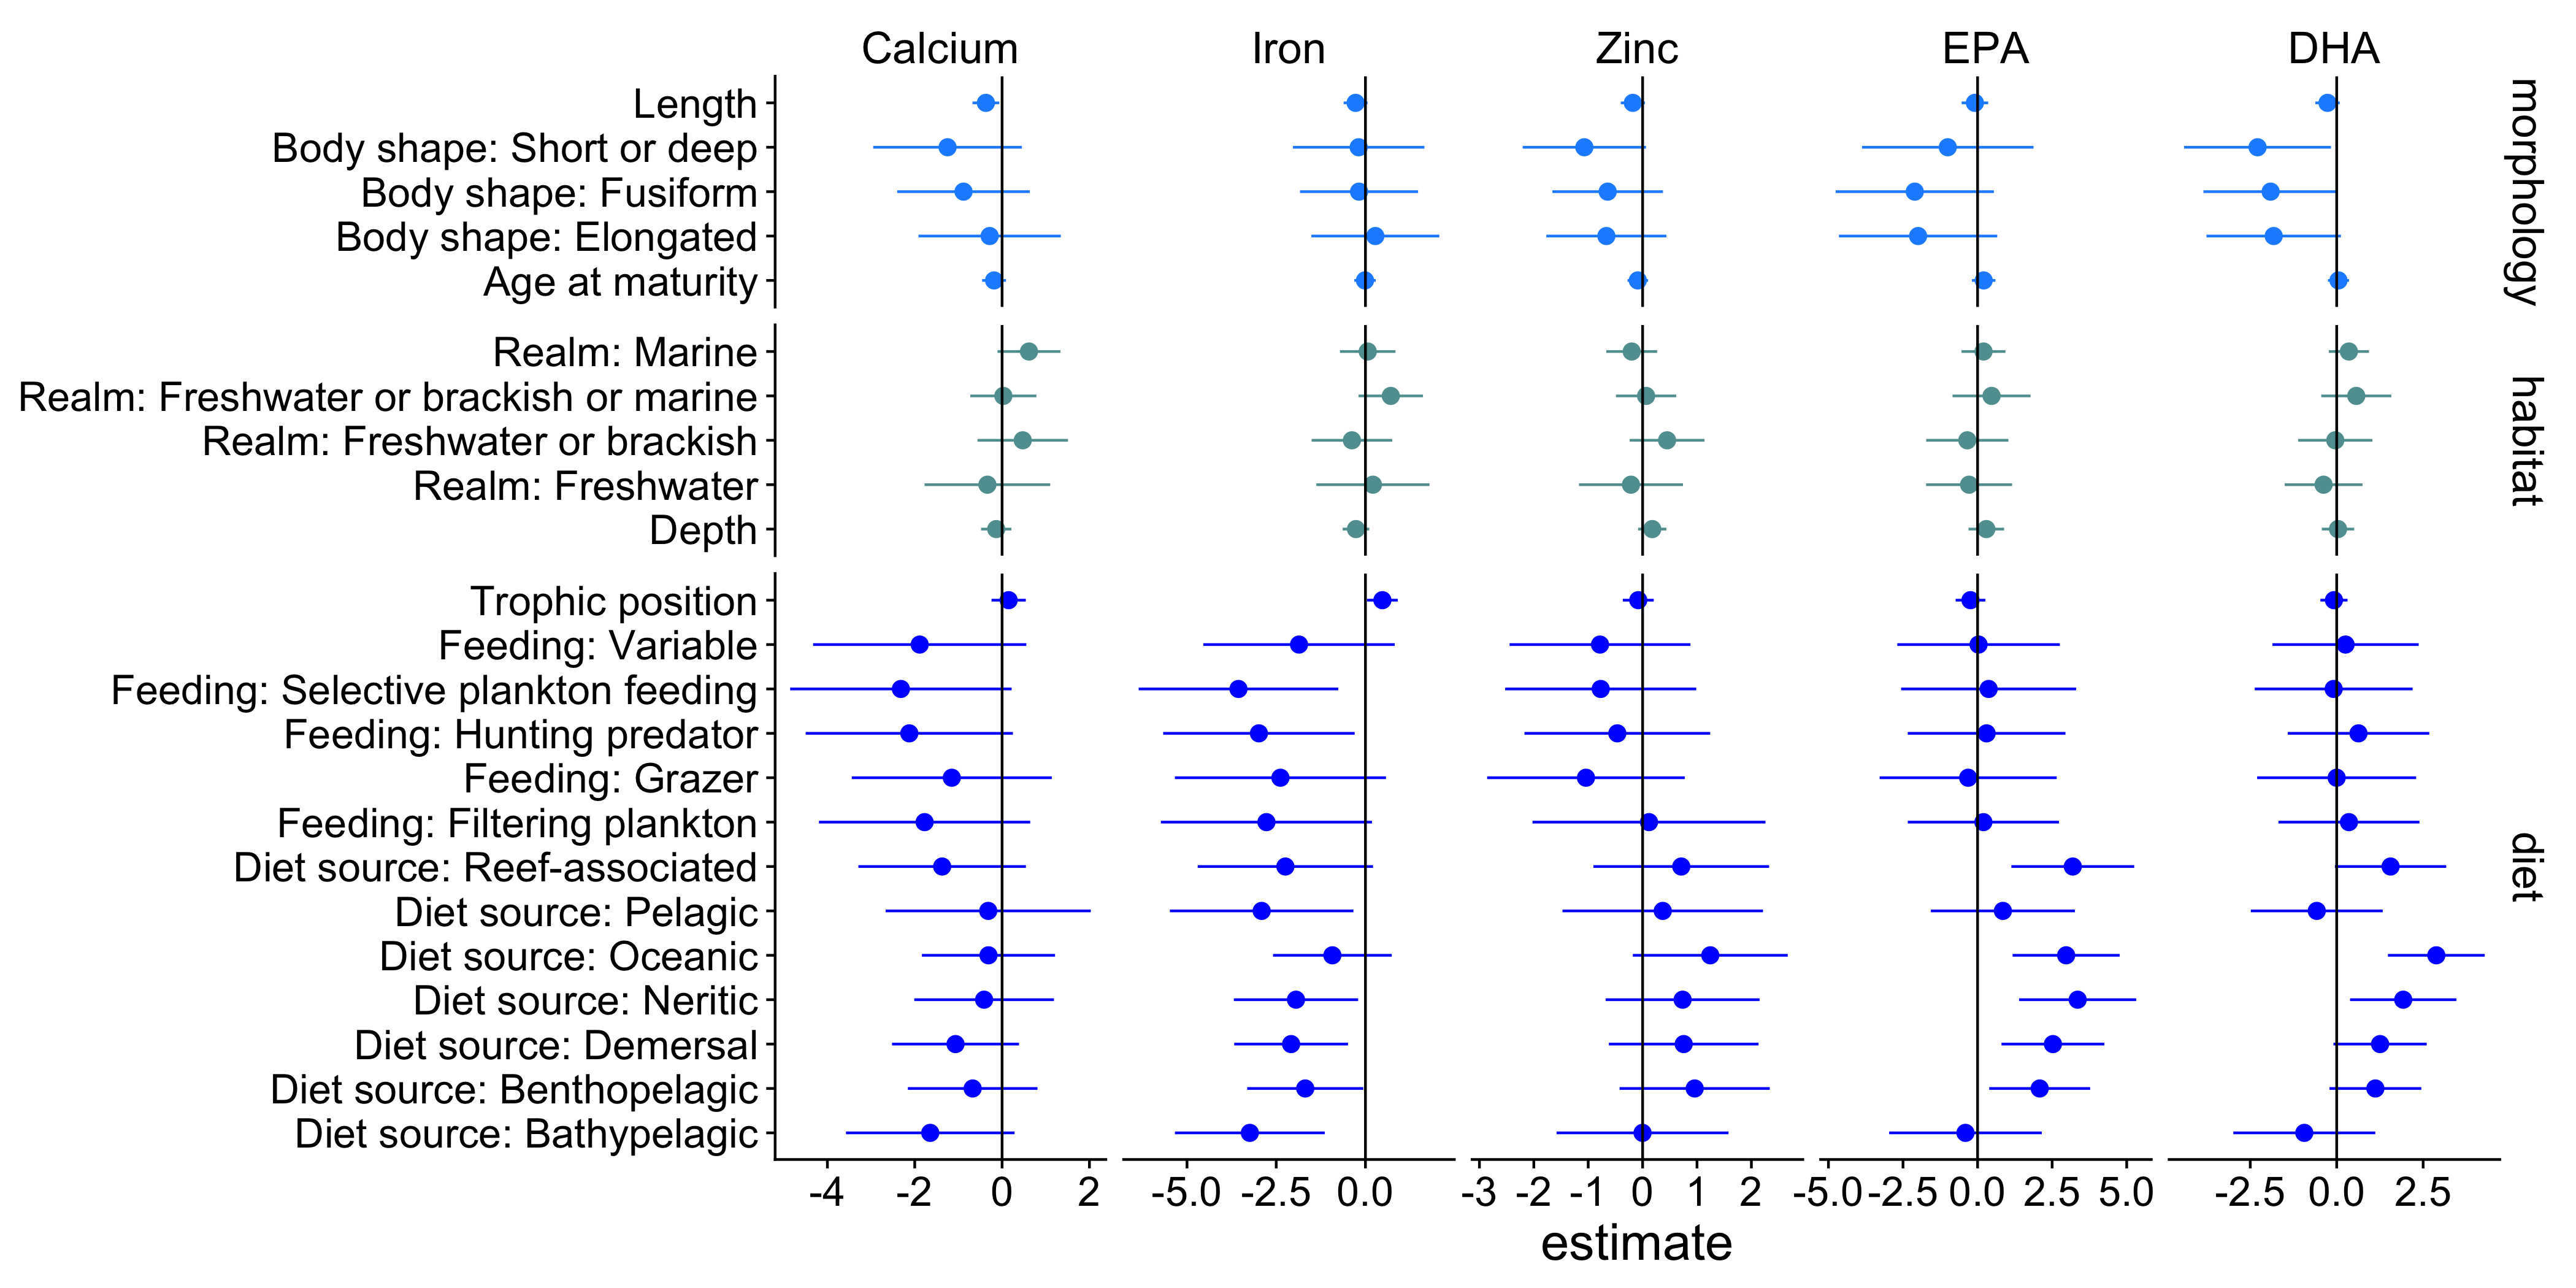 Calcium Iron Zinc EPA DHA
Length
Body shape: Short or deep
Body shape: Fusiform
Body shape: Elongated
Age at maturity
morphology
Realm: Marine
Realm: Freshwater or brackish or marine
Realm: Freshwater or brackish
Realm: Freshwater
Depth
habitat
Trophic position
Feeding: Variable
Feeding: Selective plankton feeding
Feeding: Hunting predator
Feeding: Grazer
Feeding: Filtering plankton
Diet source: Reef-associated
Diet source: Pelagic
Diet source: Oceanic
Diet source: Neritic
Diet source: Demersal
Diet source: Benthopelagic
Diet source: Bathypelagic
diet
-4 -2 0 2 -5.0 -2.5 0.0 -3 -2 -1 0 1 2 -5.0 -2.5 0.0 2.5 5.0 -2.5 0.0 2.5
estimate